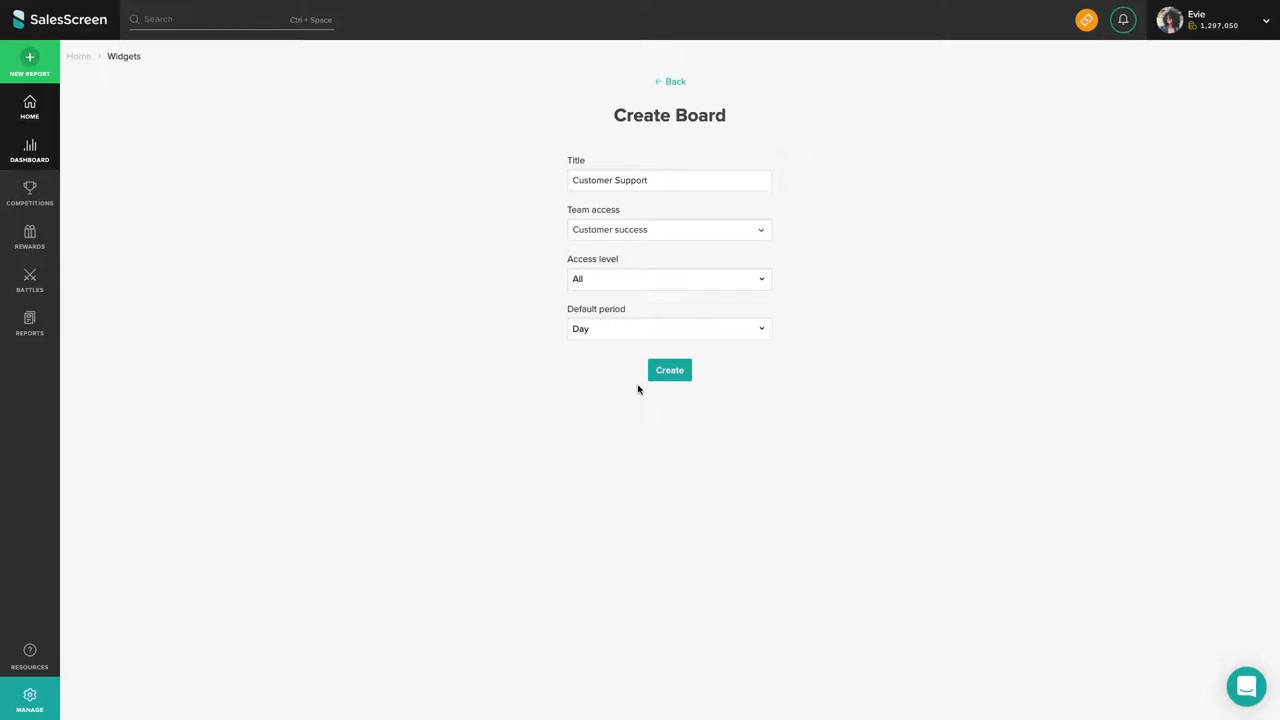 SalesScreen
Search
Ctrl + Space
Evie
1,297,050
NEW REPORT
HOME
DASHBOARD
COMPETITIONS
REWARDS
BATTLES
REPORTS
RESOURCES
MANAGE
Home > Widgets
← Back
Create Board
Title
Customer Support
Team access
Customer success
Access level
All
Default period
Day
Create